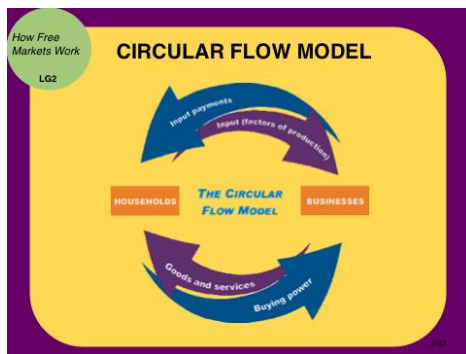 How Free
Markets Work
LG2
CIRCULAR FLOW MODEL
Input payments
Input (factors of production)
HOUSEHOLDS
THE CIRCULAR
FLOW MODEL
BUSINESSES
Goods and services
Buying power